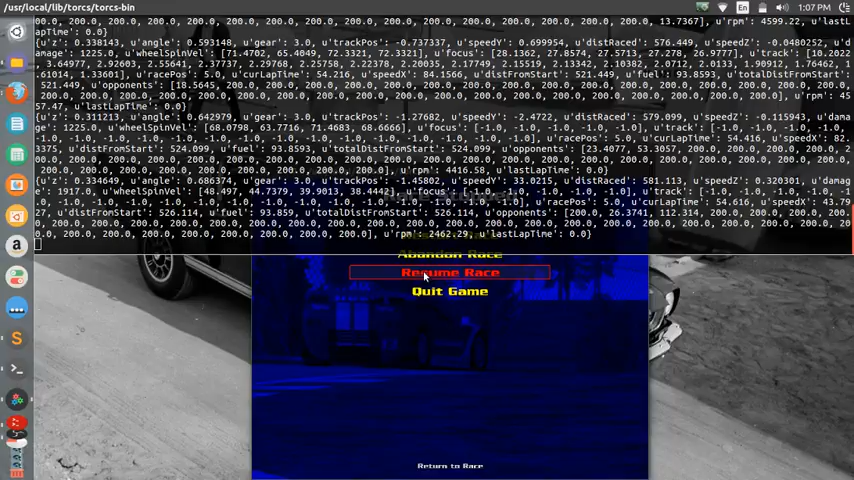 /usr/local/lib/torcs/torcs-bin
En
1:07 PM
00.0, 200.0, 200.0, 200.0, 200.0, 200.0, 200.0, 200.0, 200.0, 200.0, 200.0, 200.0, 200.0, 200.0, 13.7367], u'rpm': 4599.22, u'lastL
apTime': 0.0}
{u'z': 0.338143, u'angle': 0.593148, u'gear': 3.0, u'trackPos': -0.737337, u'speedY': 0.699954, u'distRaced': 576.449, u'speedZ': -0.0480252, u'
damage': 1225.0, u'wheelSpinVel': [71.4702, 65.4049, 72.3321, 72.3321], u'focus': [28.1362, 27.8574, 27.5713, 27.278, 26.9777], u'track': [10.2022
, 3.64977, 2.92603, 2.55641, 2.37737, 2.29768, 2.25758, 2.22378, 2.20035, 2.17749, 2.15519, 2.13342, 2.10382, 2.0712, 2.0133, 1.90912, 1.76463,
1.61014, 1.33601], u'racePos': 5.0, u'curLapTime': 54.216, u'speedX': 84.1566, u'distFromStart': 521.449, u'fuel': 93.8593, u'totalDistFromStart':
521.449, u'opponents': [18.5645, 200.0, 200.0, 200.0, 200.0, 200.0, 200.0, 200.0, 200.0, 200.0, 200.0, 200.0, 200.0, 200.0, 200.0, 200.0, 200.0,
200.0, 200.0, 200.0, 200.0, 200.0, 200.0, 200.0, 200.0, 200.0, 200.0, 200.0, 200.0, 200.0, 200.0, 200.0, 200.0, 200.0, 200.0], u'rpm': 45
57.47, u'lastLapTime': 0.0}
{u'z': 0.311213, u'angle': 0.642979, u'gear': 3.0, u'trackPos': -1.27682, u'speedY': -2.4722, u'distRaced': 579.099, u'speedZ': -0.115943, u'dama
ge': 1225.0, u'wheelSpinVel': [68.0798, 63.7716, 71.4683, 68.6666], u'focus': [-1.0, -1.0, -1.0, -1.0, -1.0], u'track': [-1.0, -1.0, -1.0, -1.0,
-1.0, -1.0, -1.0, -1.0, -1.0, -1.0, -1.0, -1.0, -1.0, -1.0, -1.0], u'racePos': 5.0, u'curLapTime': 54.416, u'speedX': 82.
3375, u'distFromStart': 524.099, u'fuel': 93.8593, u'totalDistFromStart': 524.099, u'opponents': [23.4077, 53.3057, 200.0, 200.0, 200.0, 200.0,
200.0, 200.0, 200.0, 200.0, 200.0, 200.0, 200.0, 200.0, 200.0, 200.0, 200.0, 200.0, 200.0, 200.0, 200.0, 200.0, 200.0, 200.0, 200.0, 200.0, 200.0
, 200.0, 200.0, 200.0, 200.0, 200.0, 200.0, 200.0], u'rpm': 4416.58, u'lastLapTime': 0.0}
{u'z': 0.334649, u'angle': 0.686374, u'gear': 3.0, u'trackPos': -1.45802, u'speedY': 33.0215, u'distRaced': 581.113, u'speedZ': 0.320301, u'damag
e': 1917.0, u'wheelSpinVel': [48.497, 44.7379, 39.9013, 38.4442], u'focus': [-1.0, -1.0, -1.0, -1.0, -1.0], u'track': [-1.0, -1.0, -1.0, -1.0, -1
.0, -1.0, -1.0, -1.0, -1.0, -1.0, -1.0, -1.0, -1.0, -1.0], u'racePos': 5.0, u'curLapTime': 54.616, u'speedX': 43.79
27, u'distFromStart': 526.114, u'fuel': 93.859, u'totalDistFromStart': 526.114, u'opponents': [200.0, 26.3741, 112.314, 200.0, 200.0, 200.0,
200.0, 200.0, 200.0, 200.0, 200.0, 200.0, 200.0, 200.0, 200.0, 200.0, 200.0, 200.0, 200.0, 200.0, 200.0, 200.0, 200.0, 200.0, 200.0, 200.0, 20
0.0, 200.0, 200.0, 200.0, 200.0, 200.0], u'rpm': 3462.29, u'lastLapTime': 0.0}
Abandon Race
Resume Race
Quit Game
Return to Race